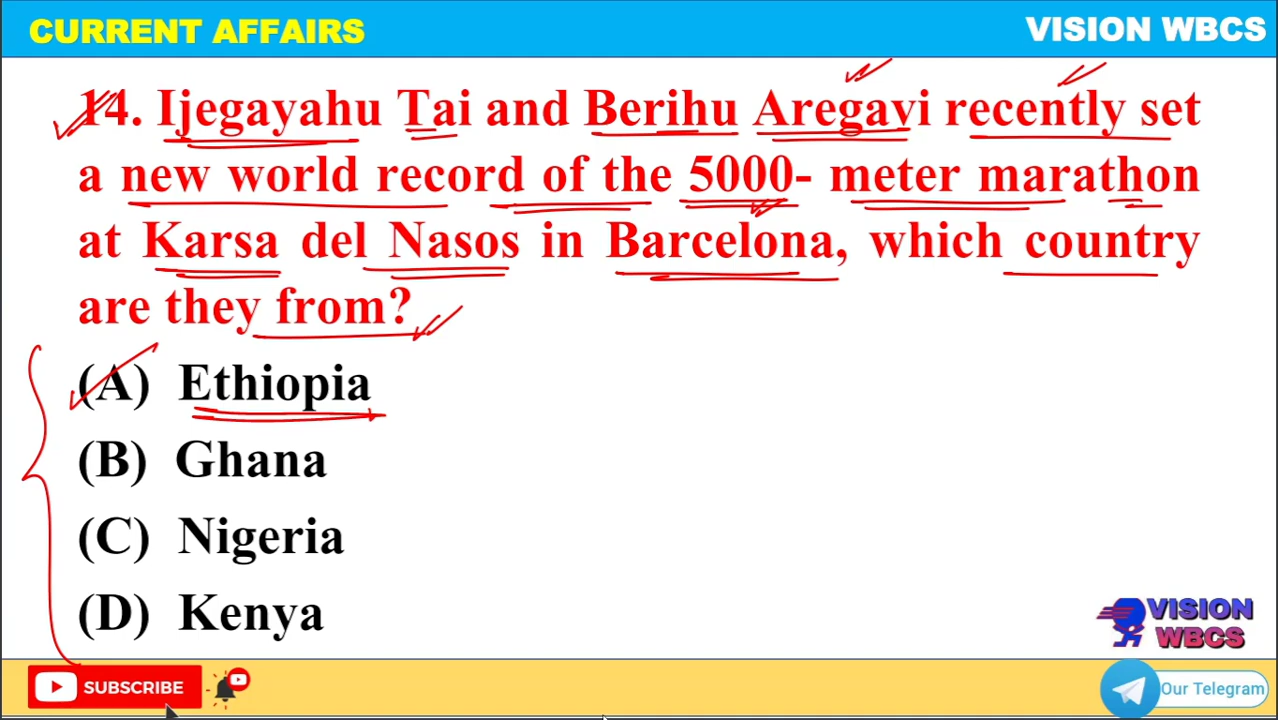 CURRENT AFFAIRS
VISION WBCS
14. Ijegayahu Tai and Berihu Aregavi recently set
a new world record of the 5000- meter marathon
at Karsa del Nasos in Barcelona, which country
are they from?
(A) Ethiopia
(B) Ghana
(C) Nigeria
(D) Kenya
VISION
WBCS
SUBSCRIBE
Our Telegram